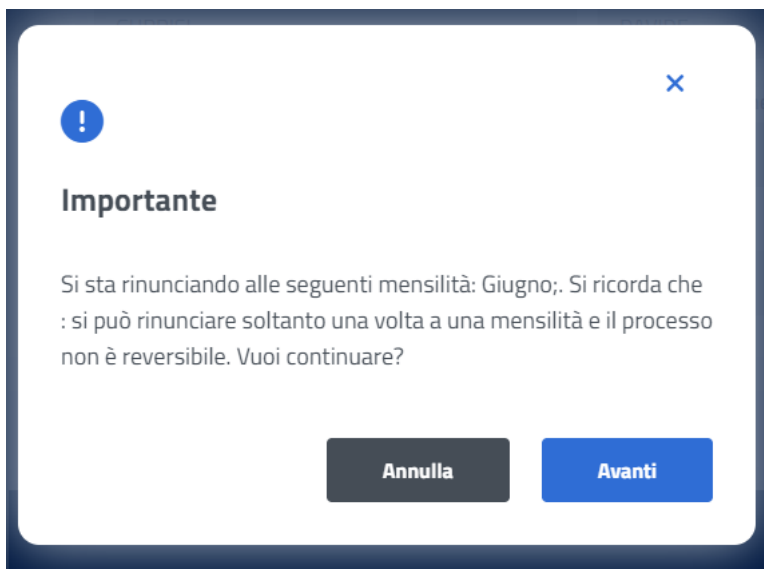 Importante
Si sta rinunciando alle seguenti mensilità: Giugno;. Si ricorda che
: si può rinunciare soltanto una volta a una mensilità e il processo
non è reversibile. Vuoi continuare?
Annulla
Avanti